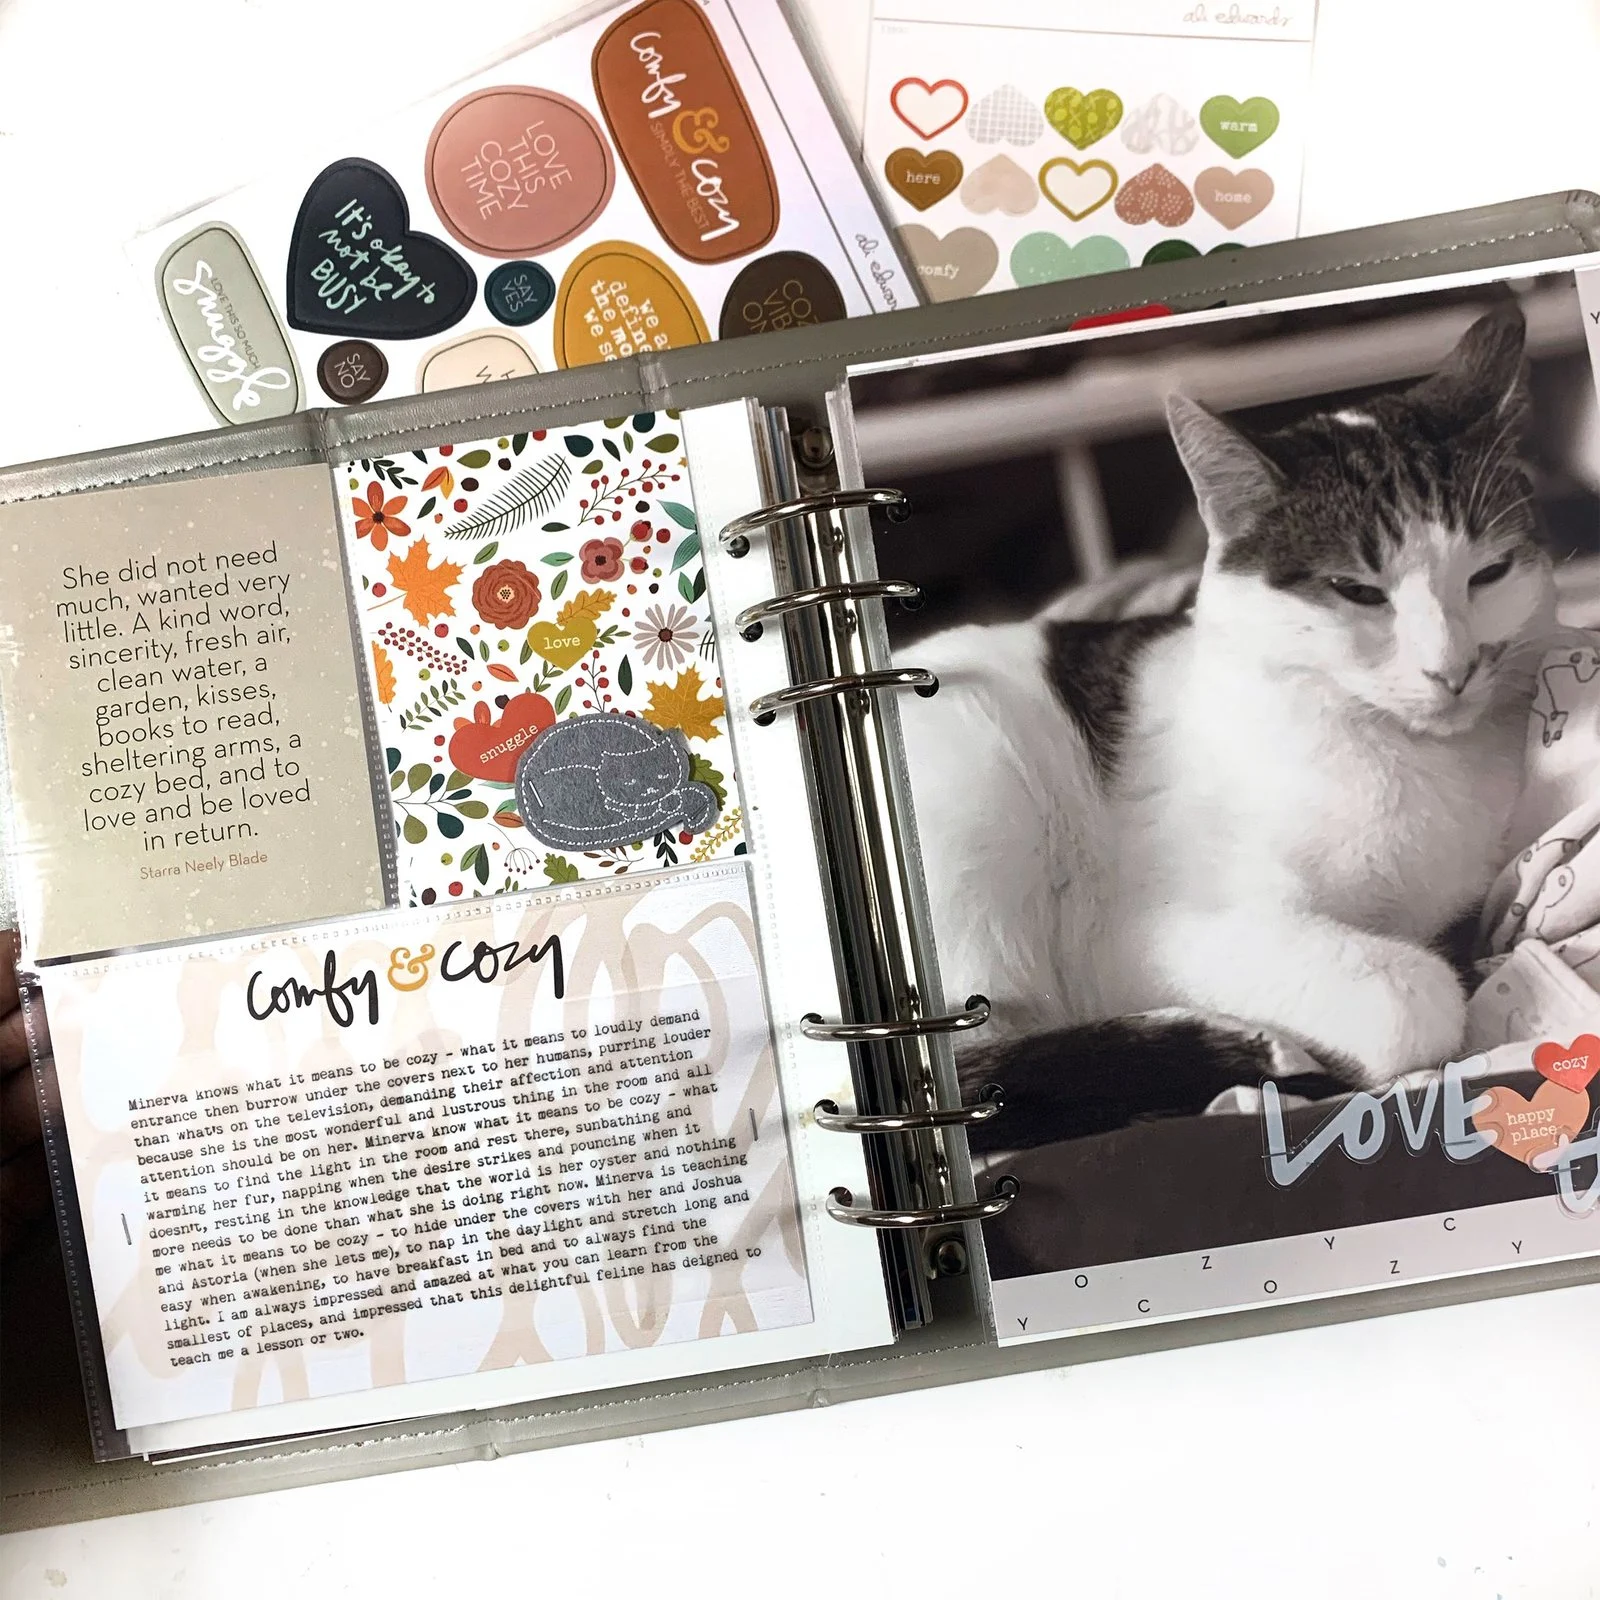 ali edwards
comfy
&
cozy
SIMPLY THE BEST
LOVE
THIS
COZY
TIME
It's okay to
not be
BUSY
SAY
YES
SAY
NO
LOVE THIS SO MUCH
snuggle
we a
define
the mo
we se
COZ
VIB
ON
ali edwar
warm
here
home
comfy
She did not need
much, wanted very
little. A kind word,
sincerity, fresh air,
clean water, a
garden, kisses,
books to read,
sheltering arms, a
cozy bed, and to
love and be loved
in return.
Starra Neely Blade
love
snuggle
comfy & cozy
Minerva knows what it means to be cozy - what it means to loudly demand
entrance then burrow under the covers next to her humans, purring louder
than what's on the television, demanding their affection and attention
because she is the most wonderful and lustrous thing in the room and all
attention should be on her. Minerva know what it means to be cozy - what
it means to find the light in the room and rest there, sunbathing and
warming her fur, napping when the desire strikes and pouncing when it
doesn't, resting in the knowledge that the world is her oyster and nothing
more needs to be done than what she is doing right now. Minerva is teaching
me what it means to be cozy - to hide under the covers with her and Joshua
and Astoria (when she lets me), to nap in the daylight and stretch long and
easy when awakening, to have breakfast in bed and to always find the
light. I am always impressed and amazed at what you can learn from the
smallest of places, and impressed that this delightful feline has deigned to
teach me a lesson or two.
Y
cozy
LOVE
happy
place
O Z Y C
Y C O Z Y